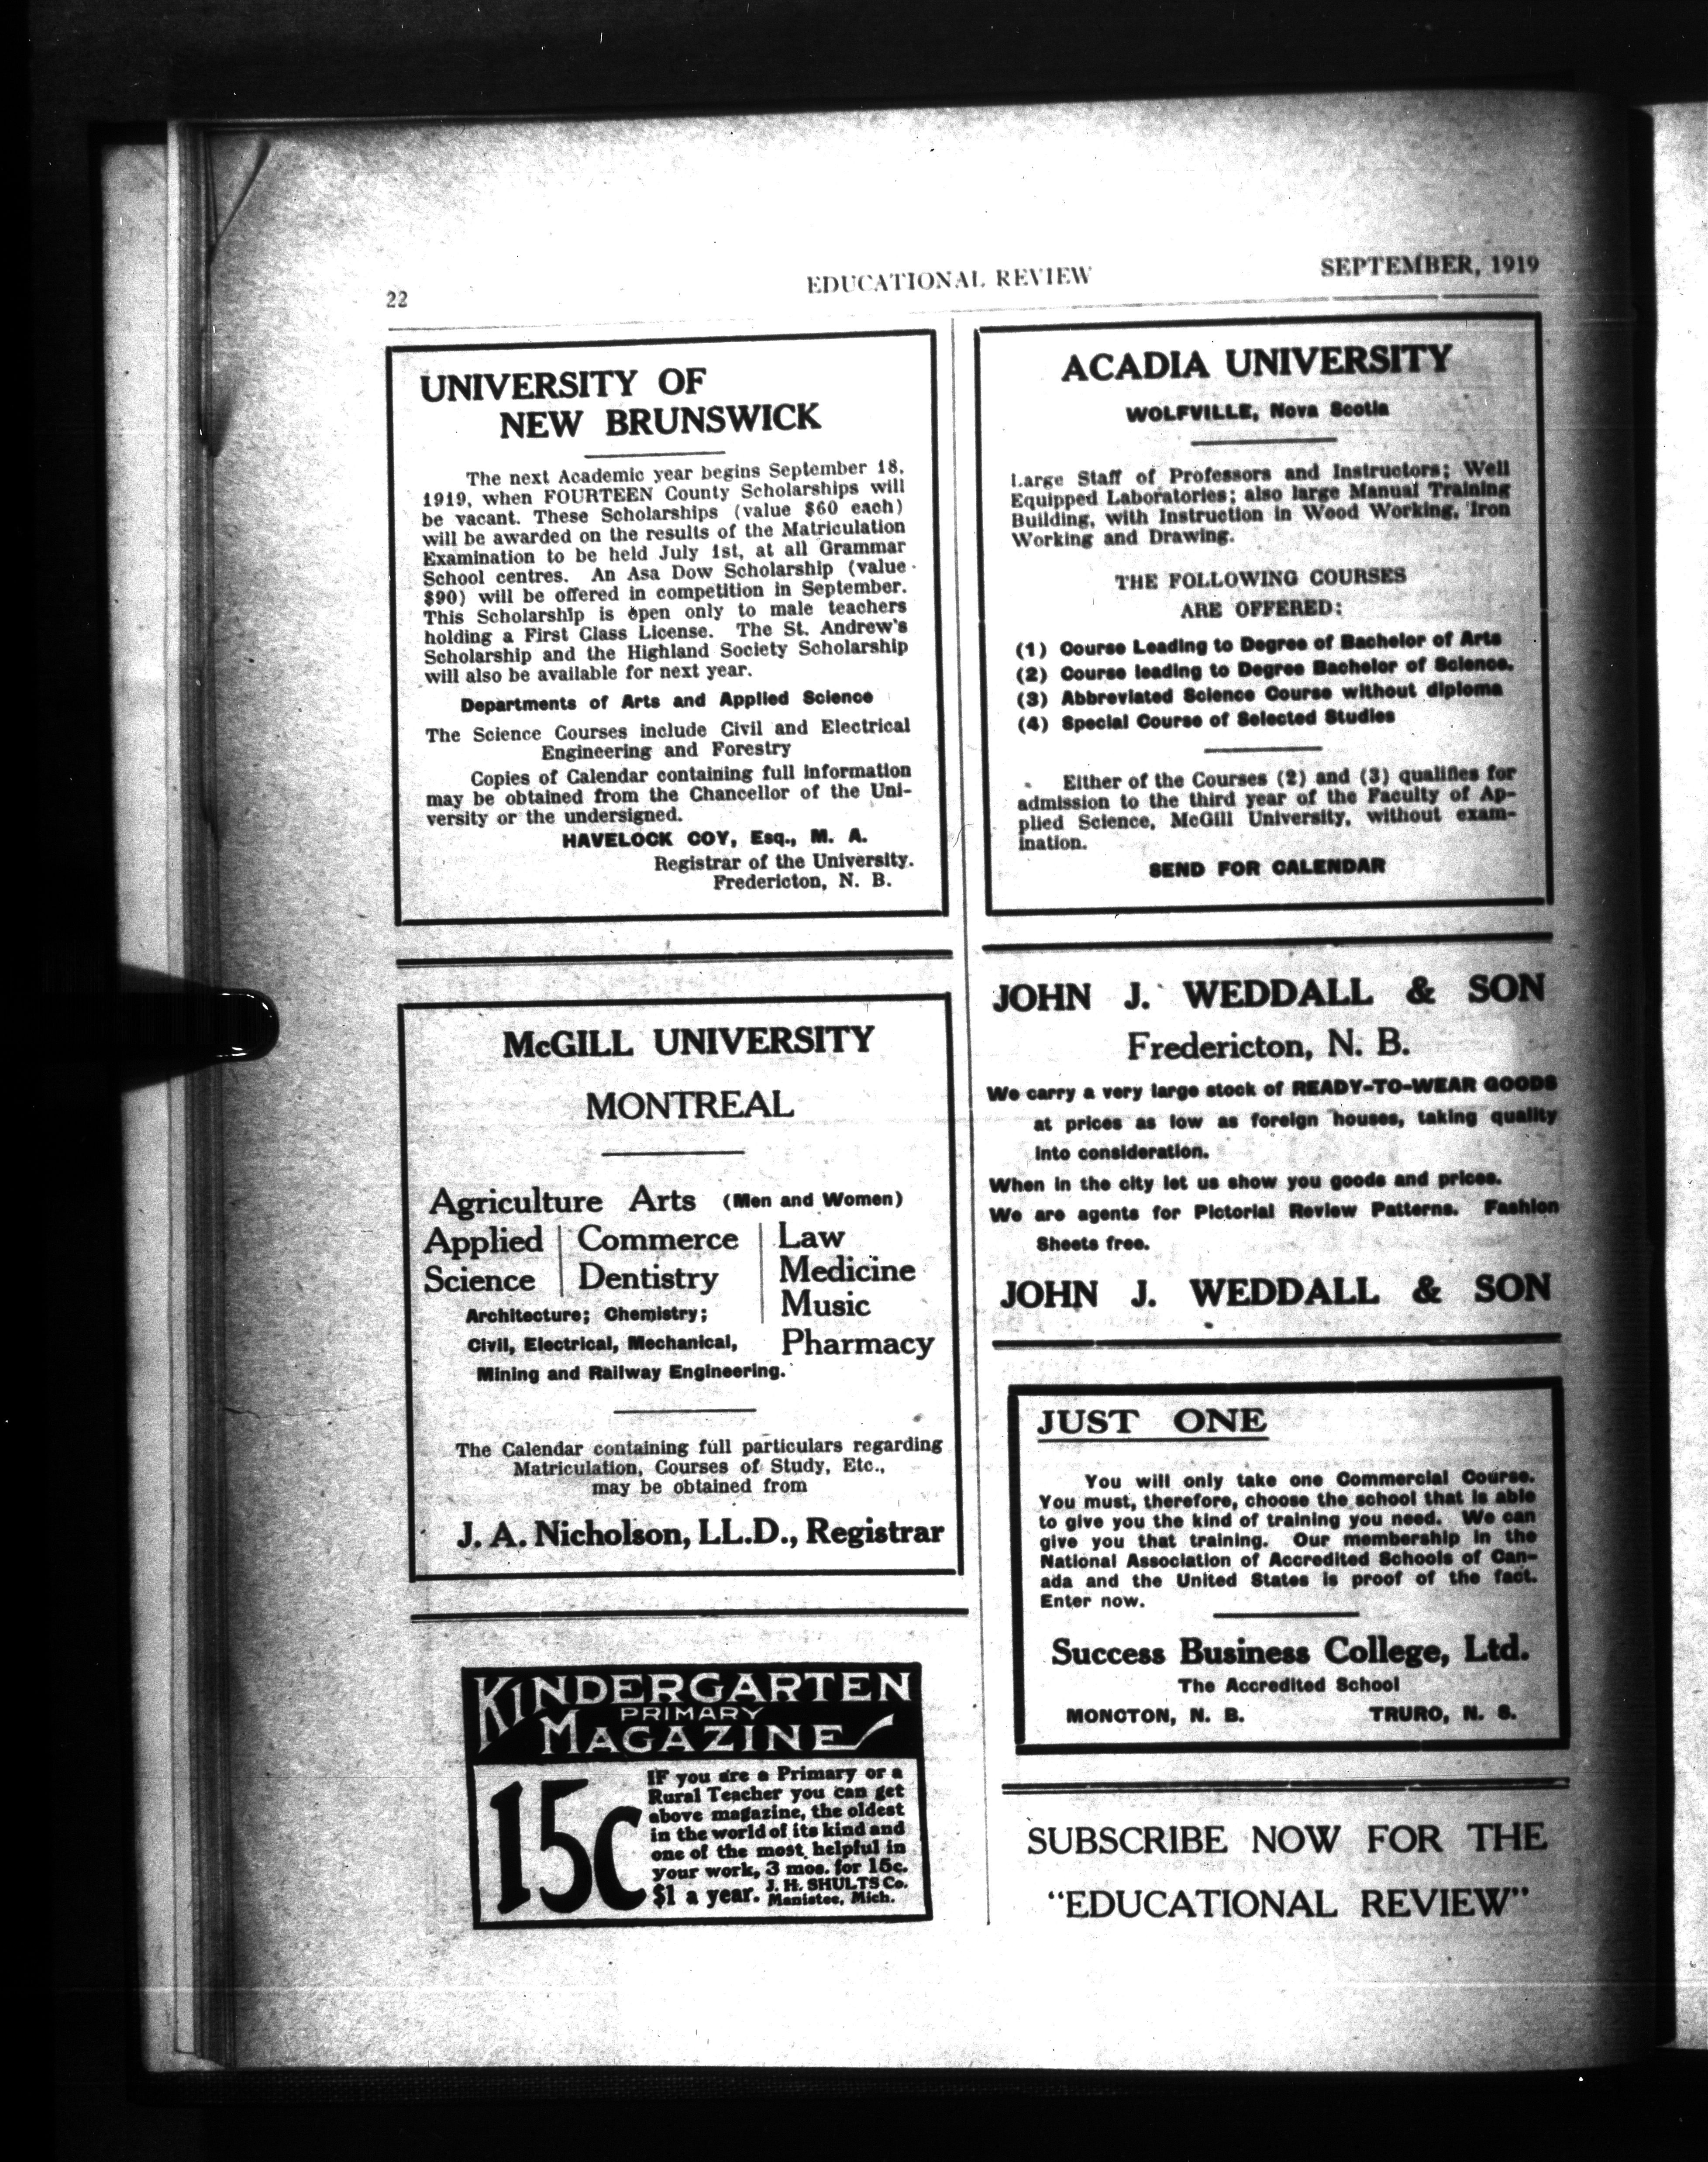 22
EDUCATIONAL REVIEW
SEPTEMBER, 1919
UNIVERSITY OF
NEW BRUNSWICK
The next Academic year begins September 18,
1919, when FOURTEEN County Scholarships will
be vacant. These Scholarships (value $60 each)
will be awarded on the results of the Matriculation
Examination to be held July 1st, at all Grammar
School centres. An Asa Dow Scholarship (value
$90) will be offered in competition in September.
This Scholarship is open only to male teachers
holding a First Class License. The St. Andrew's
Scholarship and the Highland Society Scholarship
will also be available for next year.
Departments of Arts and Applied Science
The Science Courses include Civil and Electrical
Engineering and Forestry
Copies of Calendar containing full information
may be obtained from the Chancellor of the Uni-
versity or the undersigned.
HAVELOCK COY, Esq., M. A.
Registrar of the University.
Fredericton, N. B.
McGILL UNIVERSITY
MONTREAL
Agriculture Arts (Men and Women)
Applied Commerce Law
Science Dentistry Medicine
Architecture; Chemistry; Music
Civil, Electrical, Mechanical, Pharmacy
Mining and Railway Engineering.
The Calendar containing full particulars regarding
Matriculation, Courses of Study, Etc.,
may be obtained from
J. A. Nicholson, LL.D., Registrar
KINDERGARTEN
PRIMARY
MAGAZINE
15c
IF you are a Primary or a
Rural Teacher you can get
above magazine, the oldest
in the world of its kind and
one of the most helpful in
your work, 3 mos. for 15c.
$1 a year. J. H. SHULTS Co.
Manistee, Mich.
ACADIA UNIVERSITY
WOLFVILLE, Nova Scotia
Large Staff of Professors and Instructors; Well
Equipped Laboratories; also large Manual Training
Building, with Instruction in Wood Working, Iron
Working and Drawing.
THE FOLLOWING COURSES
ARE OFFERED:
(1) Course Leading to Degree of Bachelor of Arts
(2) Course leading to Degree Bachelor of Science.
(3) Abbreviated Science Course without diploma
(4) Special Course of Selected Studies
Either of the Courses (2) and (3) qualifies for
admission to the third year of the Faculty of Ap-
plied Science, McGill University, without exam-
ination.
SEND FOR CALENDAR
JOHN J. WEDDALL & SON
Fredericton, N. B.
We carry a very large stock of READY-TO-WEAR GOODS
at prices as low as foreign houses, taking quality
into consideration.
When in the city let us show you goods and prices.
We are agents for Pictorial Review Patterns. Fashion
Sheets free.
JOHN J. WEDDALL & SON
JUST ONE
You will only take one Commercial Course.
You must, therefore, choose the school that is able
to give you the kind of training you need. We can
give you that training. Our membership in the
National Association of Accredited Schools of Can-
ada and the United States is proof of the fact.
Enter now.
Success Business College, Ltd.
The Accredited School
MONCTON, N. B. TRURO, N. S.
SUBSCRIBE NOW FOR THE
"EDUCATIONAL REVIEW"